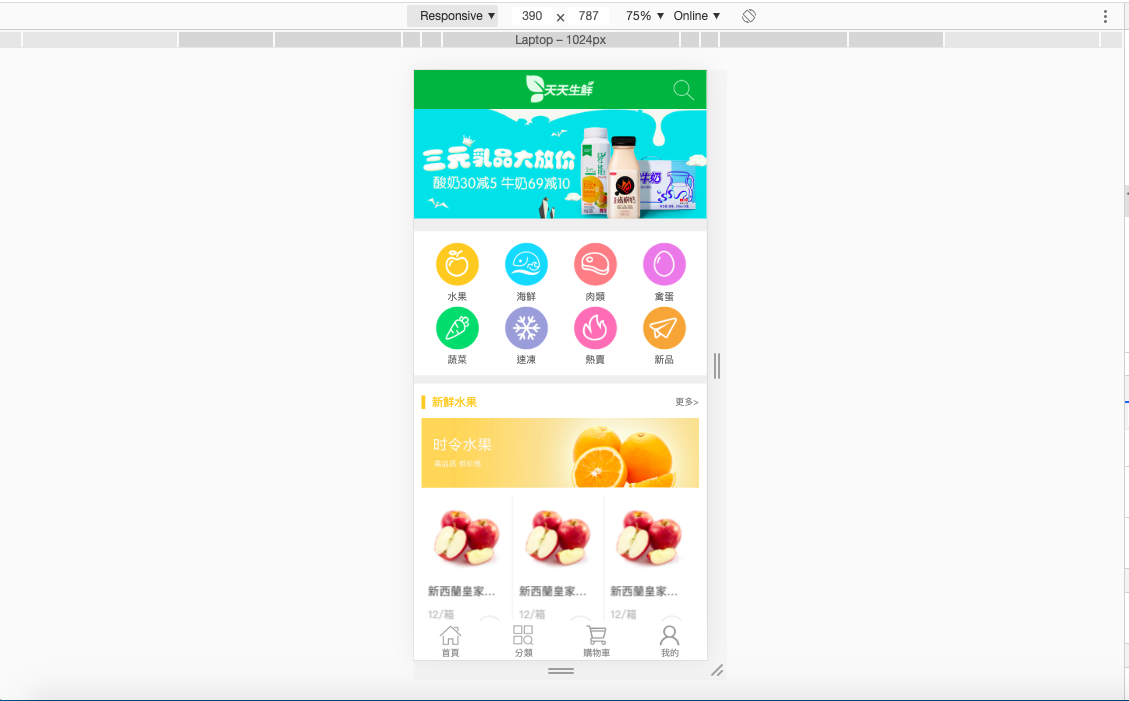 Responsive ▼ 390 × 787 75% ▼ Online ▼
Laptop – 1024px
天天生鮮
三元乳品大放价
酸奶30减5 牛奶69减10
牛奶
水果 海鮮 肉類 禽蛋
蔬菜 速凍 熱賣 新品
新鮮水果 更多>
时令水果
新西蘭皇家... 新西蘭皇家... 新西蘭皇家...
12/箱 12/箱 12/箱
首頁 分類 購物車 我的